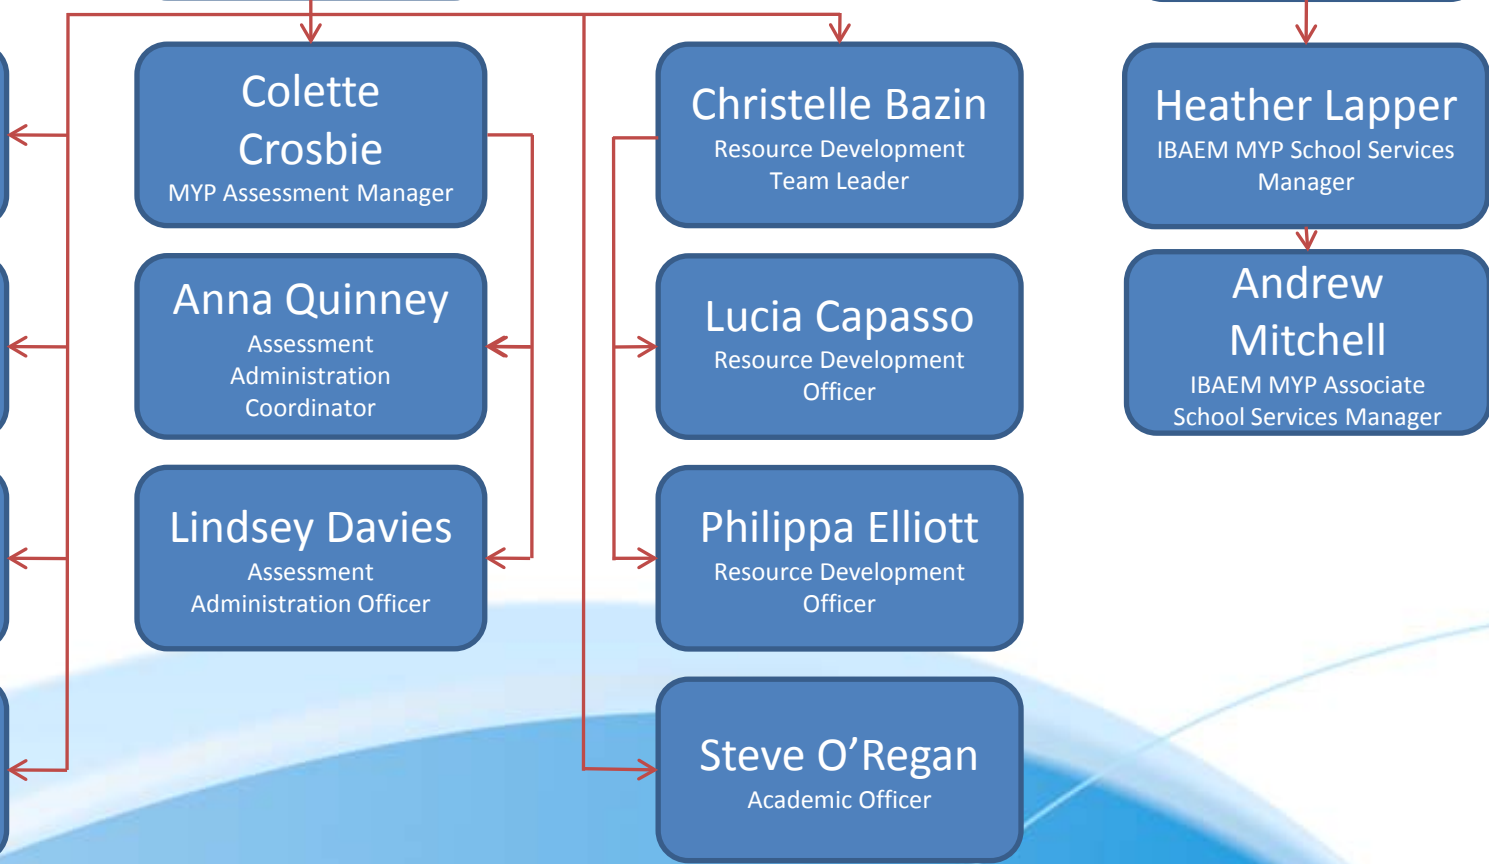 Colette
Crosbie
MYP Assessment Manager
Christelle Bazin
Resource Development
Team Leader
Heather Lapper
IBAEM MYP School Services
Manager
Anna Quinney
Assessment
Administration
Coordinator
Lucia Capasso
Resource Development
Officer
Andrew
Mitchell
IBAEM MYP Associate
School Services Manager
Lindsey Davies
Assessment
Administration Officer
Philippa Elliott
Resource Development
Officer
Steve O’Regan
Academic Officer